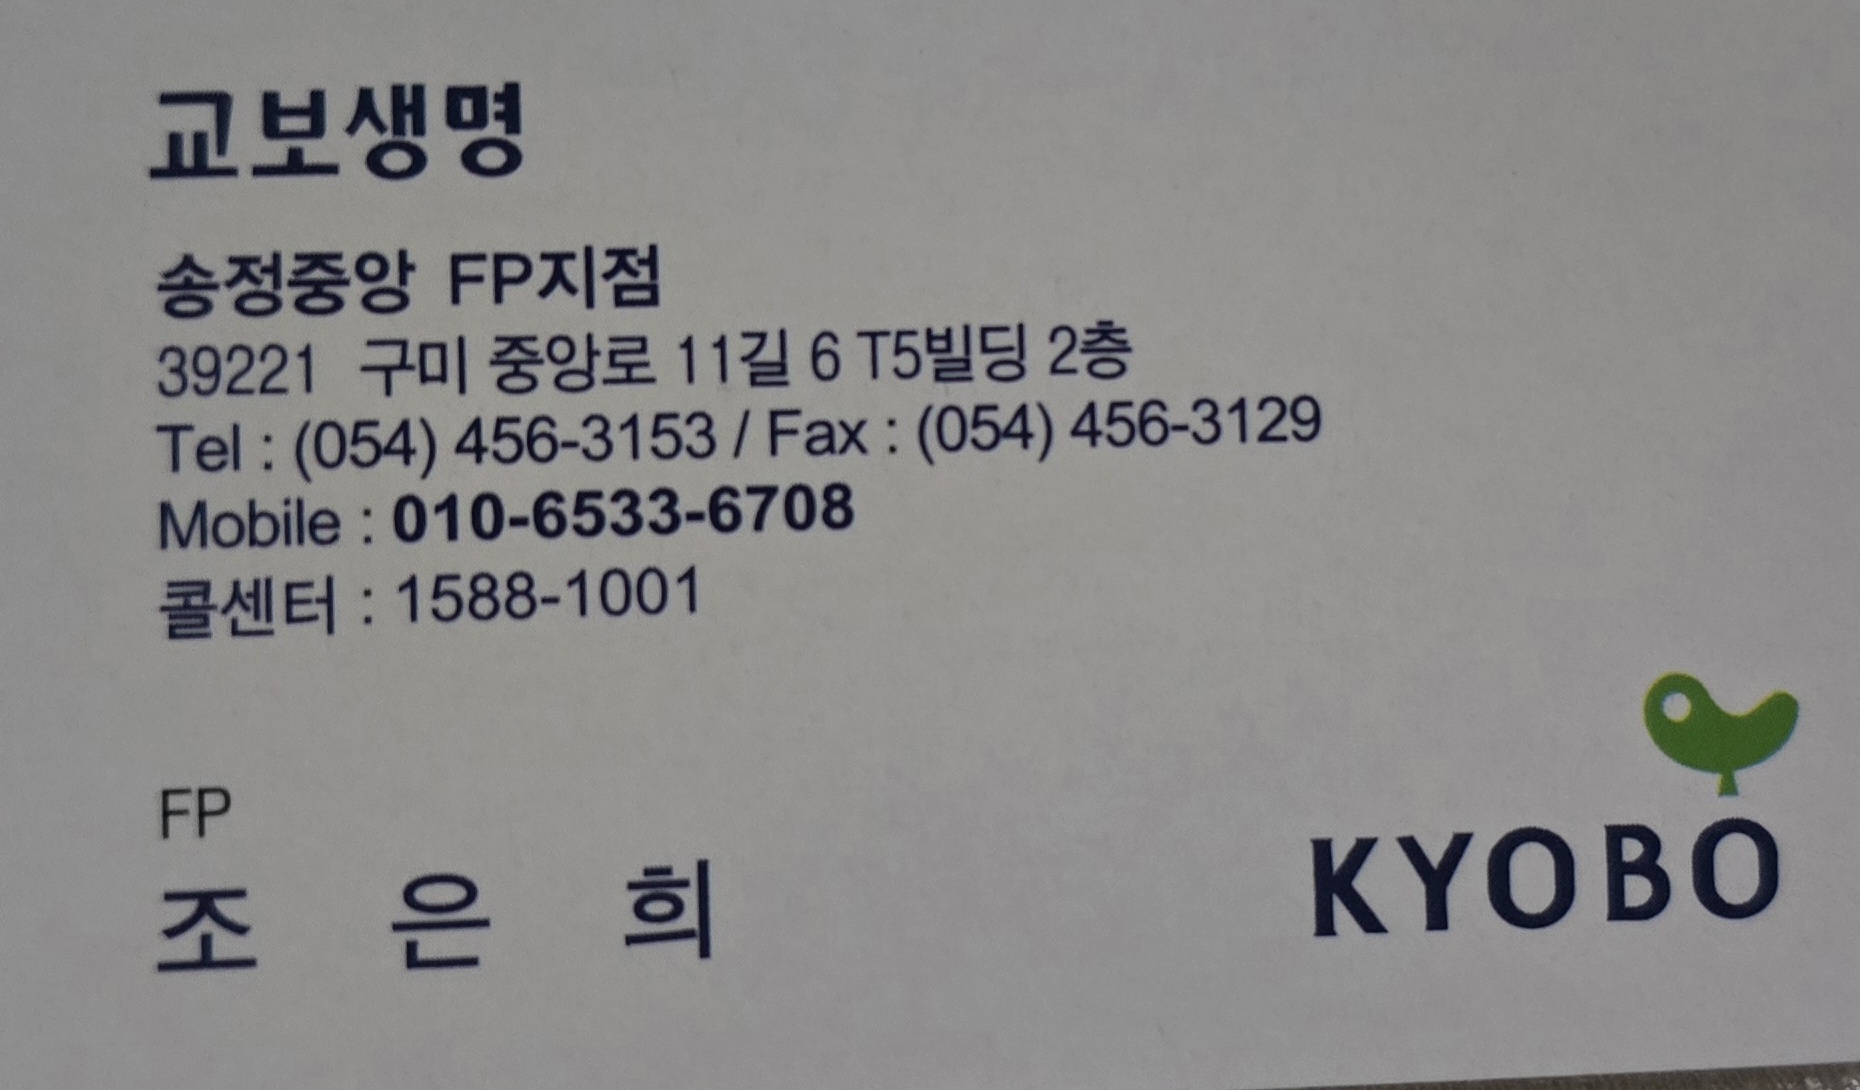 교보생명
송정중앙 FP지점
39221 구미 중앙로 11길 6 T5빌딩 2층
Tel : (054) 456-3153 / Fax : (054) 456-3129
Mobile : 010-6533-6708
콜센터 : 1588-1001
FP
조 은 희
KYOBO